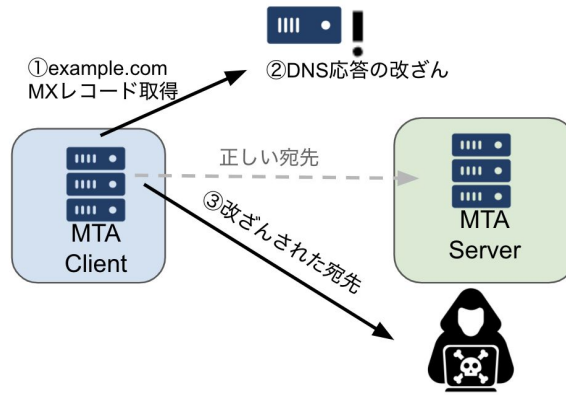 ①example.com
MXレコード取得
②DNS応答の改ざん
正しい宛先
③改ざんされた宛先
MTA
Client
MTA
Server